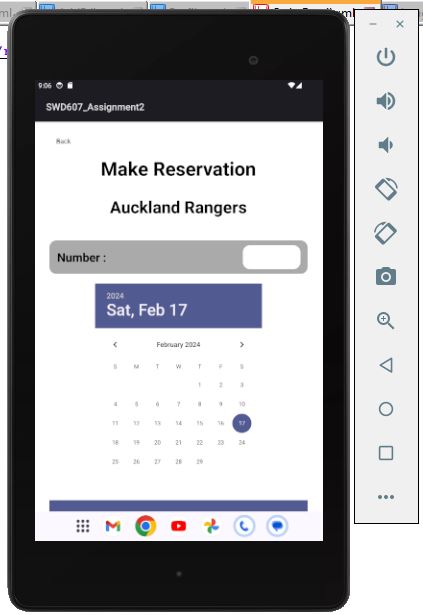 9:06
SWD607_Assignment2
Back
Make Reservation
Auckland Rangers
Number :
2024
Sat, Feb 17
February 2024
S M T W T F S
1 2 3
4 5 6 7 8 9 10
11 12 13 14 15 16 17
18 19 20 21 22 23 24
25 26 27 28 29